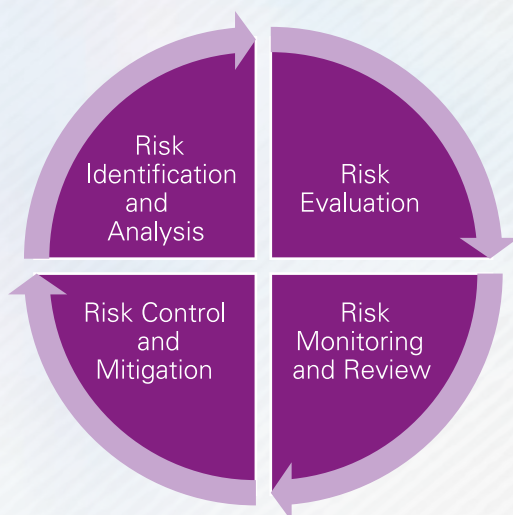 Risk
Identification
and
Analysis
Risk
Evaluation
Risk Control
and
Mitigation
Risk
Monitoring
and Review